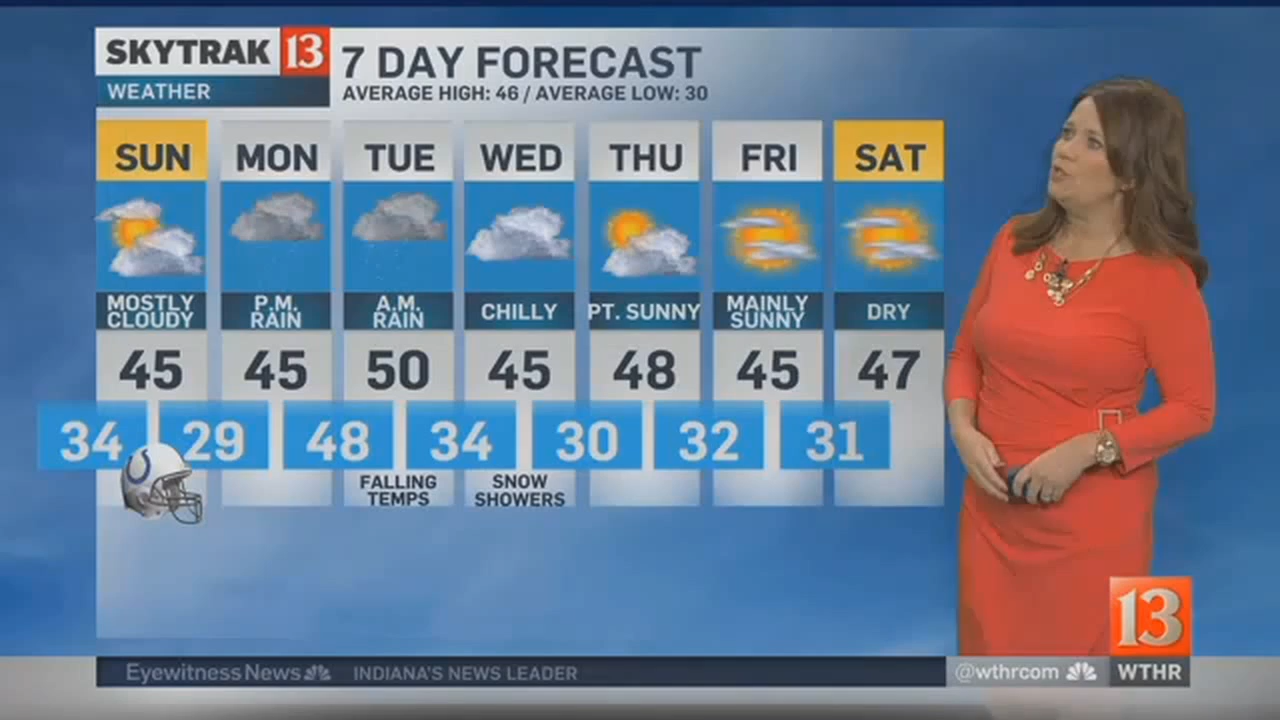 SKYTRAK 13
WEATHER
7 DAY FORECAST
AVERAGE HIGH: 46 / AVERAGE LOW: 30
SUN MON TUE WED THU FRI SAT
MOSTLY CLOUDY
P.M. RAIN
A.M. RAIN
CHILLY
PT. SUNNY
MAINLY SUNNY
DRY
45 45 50 45 48 45 47
34 29 48 34 30 32 31
FALLING TEMPS
SNOW SHOWERS
13
Eyewitness News INDIANA'S NEWS LEADER
@wthrcom WTHR